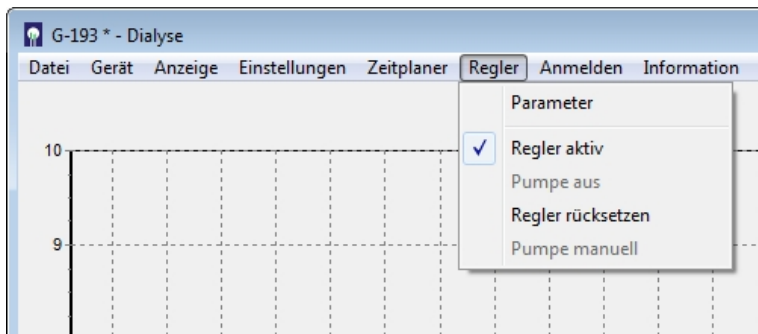 G-193 * - Dialyse
Datei Gerät Anzeige Einstellungen Zeitplaner Regler Anmelden Information
Parameter
10
Regler aktiv
Pumpe aus
Regler rücksetzen
9
Pumpe manuell